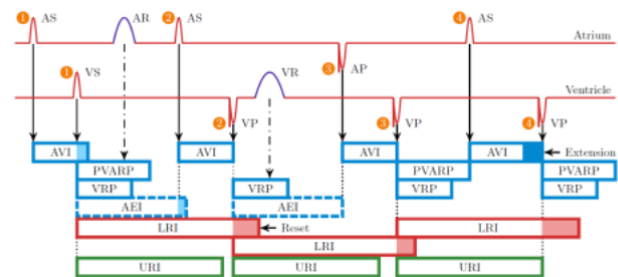 1 AS AR 2 AS 4 AS
Atrium
1 VS 3 AP
VR Ventricle
2 VP 3 VP 4 VP
AVI AVI AVI AVI Extension
PVARP PVARP PVARP
VRP VRP VRP VRP
AEI AEI
LRI Reset LRI
LRI
URI URI URI